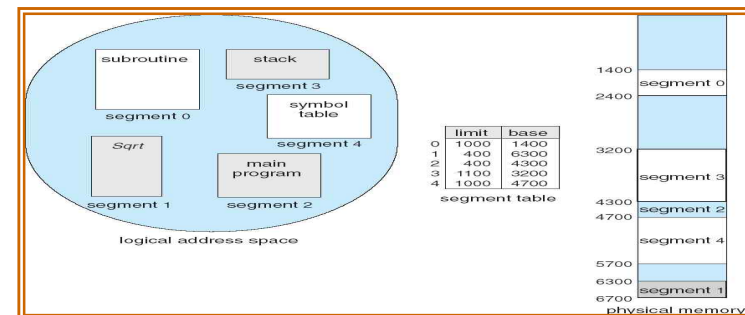 subroutine
segment 0
stack
segment 3
symbol
table
segment 4
Sqrt
segment 1
main
program
segment 2
logical address space
limit base
0 1000 1400
1 400 6300
2 400 4300
3 1100 3200
4 1000 4700
segment table
1400
segment 0
2400
3200
segment 3
4300
segment 2
4700
segment 4
5700
6300
segment 1
6700
physical memory